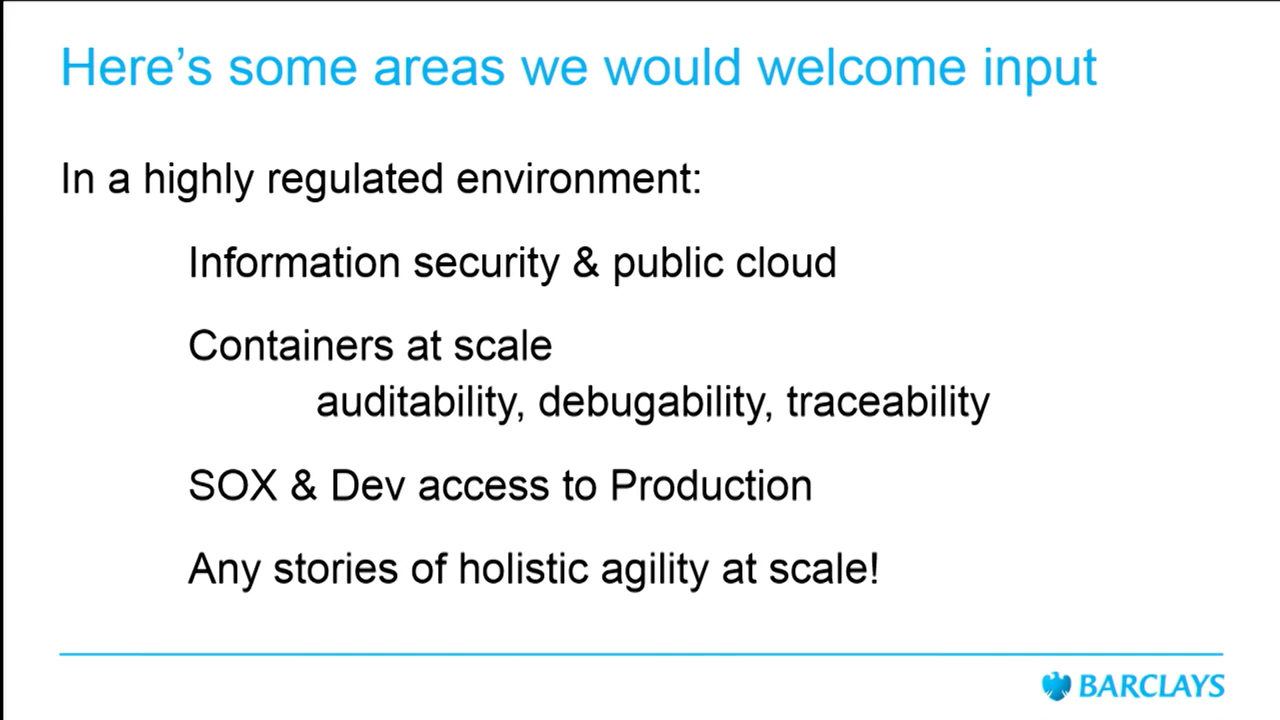 Here's some areas we would welcome input
In a highly regulated environment:
Information security & public cloud
Containers at scale
auditability, debugability, traceability
SOX & Dev access to Production
Any stories of holistic agility at scale!
BARCLAYS